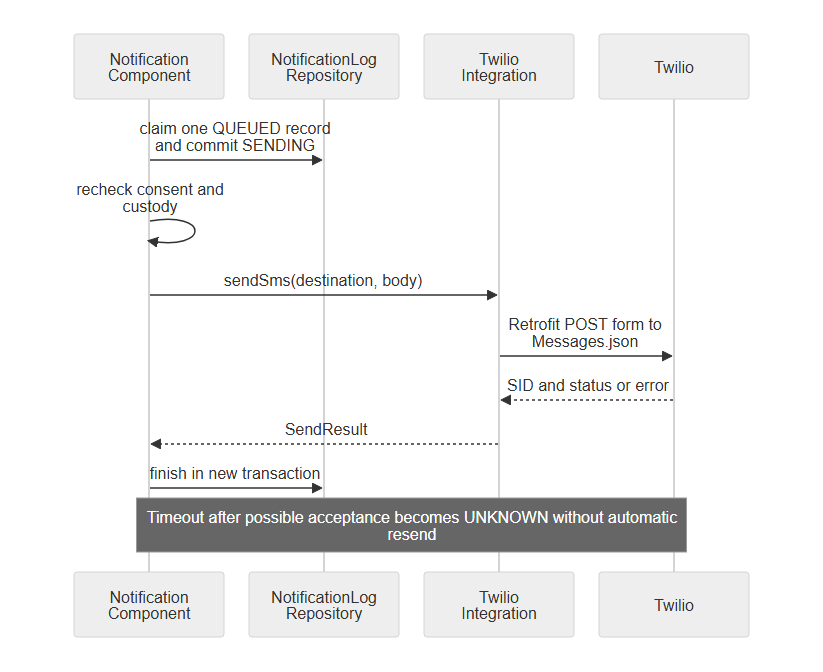 Notification
Component
NotificationLog
Repository
Twilio
Integration
Twilio
claim one QUEUED record
and commit SENDING
recheck consent and
custody
sendSms(destination, body)
Retrofit POST form to
Messages.json
SID and status or error
SendResult
finish in new transaction
Timeout after possible acceptance becomes UNKNOWN without automatic
resend
Notification
Component
NotificationLog
Repository
Twilio
Integration
Twilio